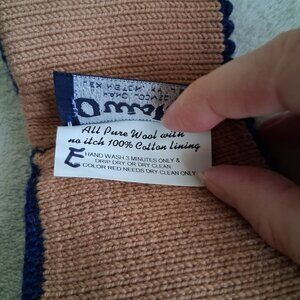 All Pure Wool with
no itch 100% Cotton lining
E
HAND WASH 3 MINUTES ONLY &
DRIP DRY OR DRY CLEAN
COLOR RED NEEDS DRY CLEAN ONLY